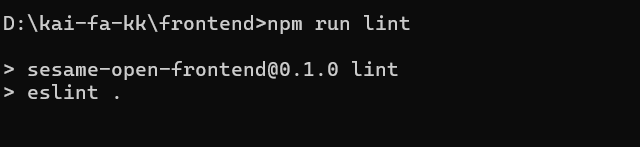 D:\kai-fa-kk\frontend>npm run lint
> sesame-open-frontend@0.1.0 lint
> eslint .